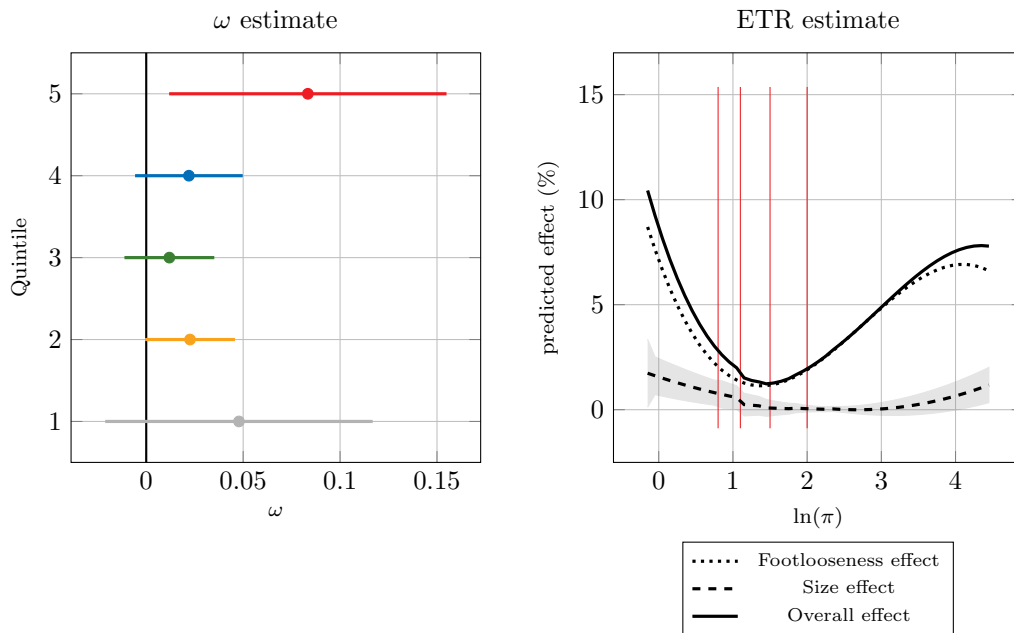 ω estimate
5
4
3
2
1
Quintile
0
0.05
0.1
0.15
ω
ETR estimate
15
10
5
0
predicted effect (%)
0
1
2
3
4
ln(π)
Footlooseness effect
Size effect
Overall effect